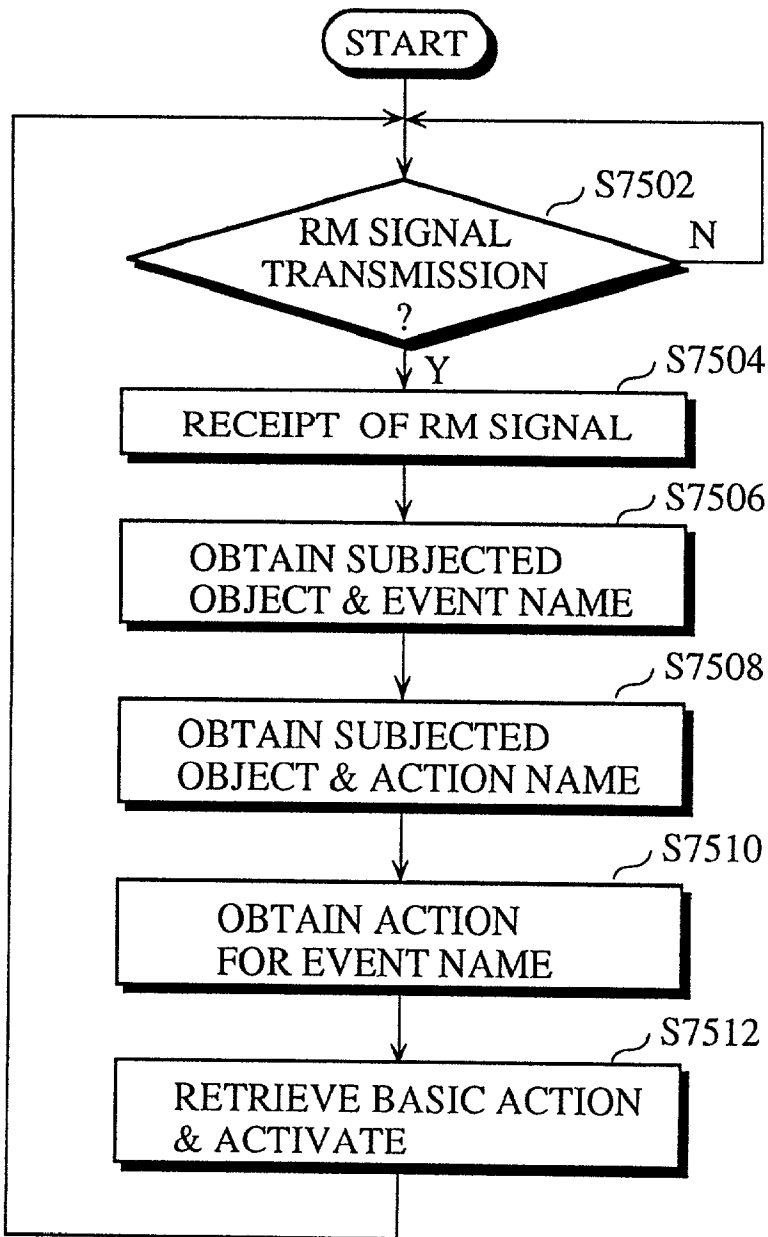 START
S7502
RM SIGNAL
TRANSMISSION
?
N
Y
S7504
RECEIPT OF RM SIGNAL
S7506
OBTAIN SUBJECTED
OBJECT & EVENT NAME
S7508
OBTAIN SUBJECTED
OBJECT & ACTION NAME
S7510
OBTAIN ACTION
FOR EVENT NAME
S7512
RETRIEVE BASIC ACTION
& ACTIVATE